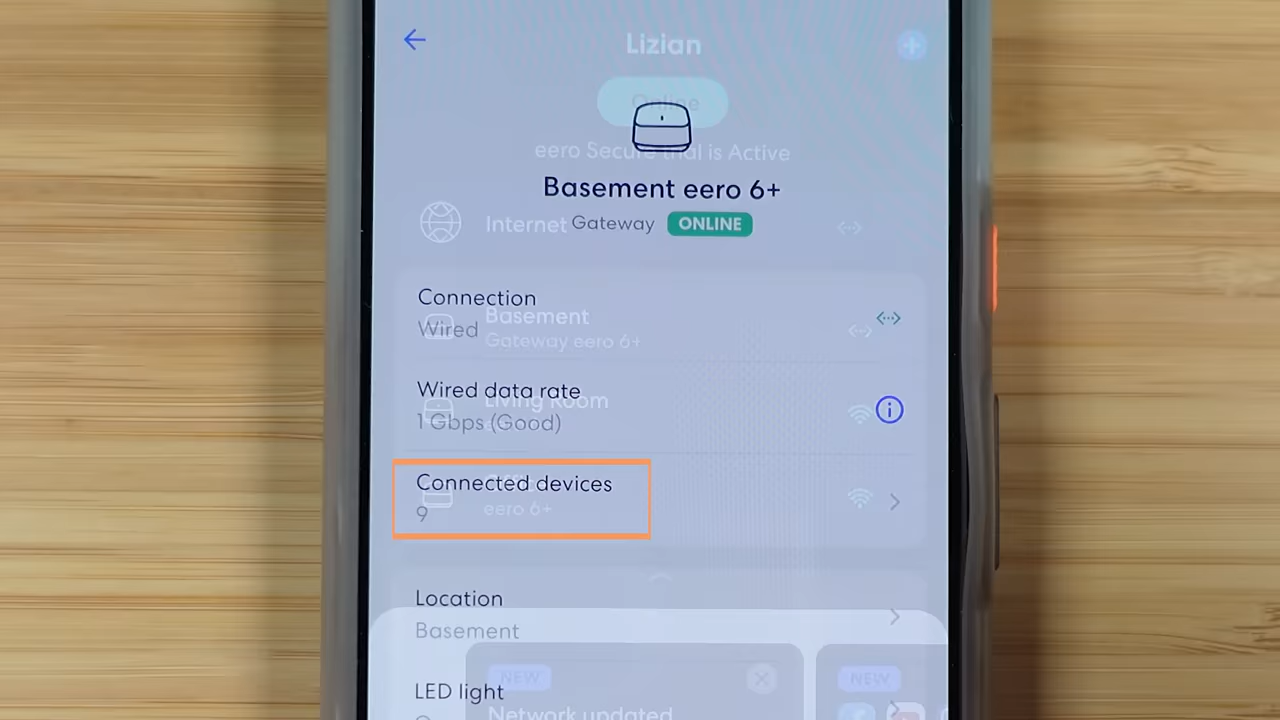 Lizian
Online
eero Secure trial is Active
Basement eero 6+
Internet
Gateway
ONLINE
Connection
Wired
Basement
Gateway eero 6+
Wired data rate
1 Gbps (Good)
Living Room
Connected devices
9
eero 6+
Location
Basement
NEW
NEW
LED light
Network updated